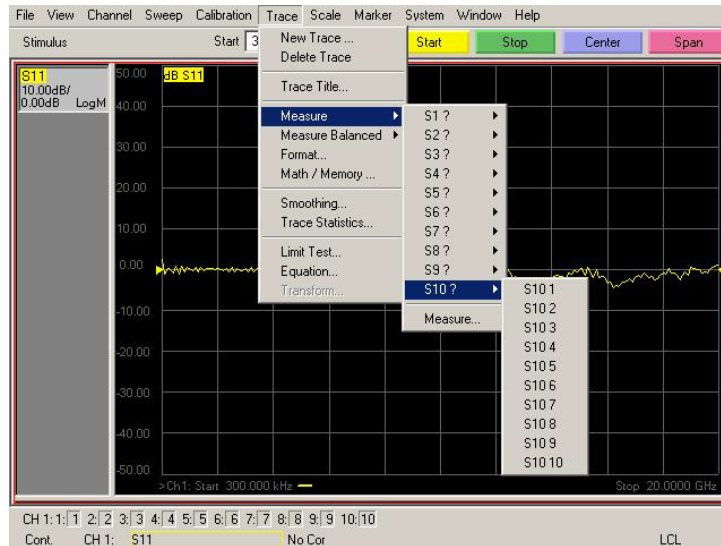 File View Channel Sweep Calibration Trace Scale Marker System Window Help
Stimulus Start 3 Start Stop Center Span
New Trace ...
Delete Trace
Trace Title...
Measure
Measure Balanced
Format...
Math / Memory ...
Smoothing...
Trace Statistics...
Limit Test...
Equation...
Transform...
S1 ?
S2 ?
S3 ?
S4 ?
S5 ?
S6 ?
S7 ?
S8 ?
S9 ?
S10 ?
Measure...
S10 1
S10 2
S10 3
S10 4
S10 5
S10 6
S10 7
S10 8
S10 9
S10 10
S11
10.00dB/
0.00dB LogM
dB S11
50.00
40.00
30.00
20.00
10.00
0.00
-10.00
-20.00
-30.00
-40.00
-50.00
>Ch1: Start 300.000 kHz Stop 20.0000 GHz
CH 1: 1: 1 2: 2 3: 3 4: 4 5: 5 6: 6 7: 7 8: 8 9: 9 10: 10
Cont. CH 1: S11 No Cor LCL